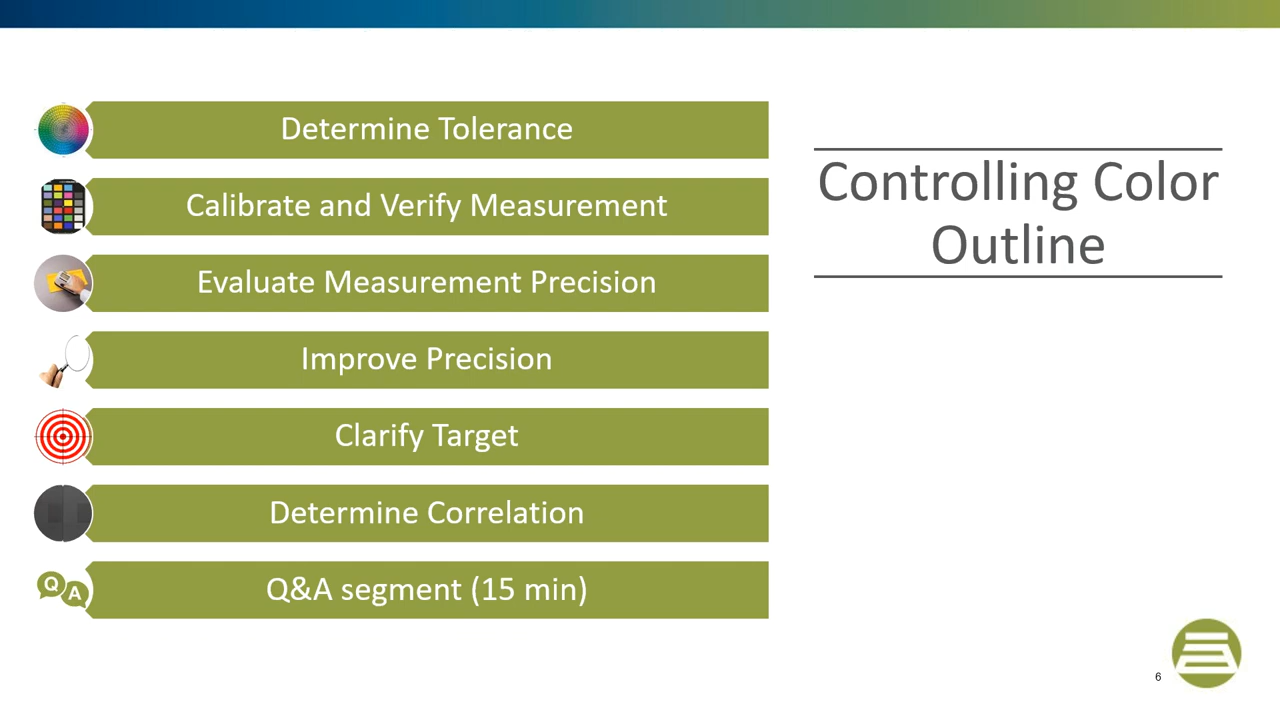 Determine Tolerance
Calibrate and Verify Measurement
Evaluate Measurement Precision
Improve Precision
Clarify Target
Determine Correlation
Q A
Q&A segment (15 min)
Controlling Color
Outline
6